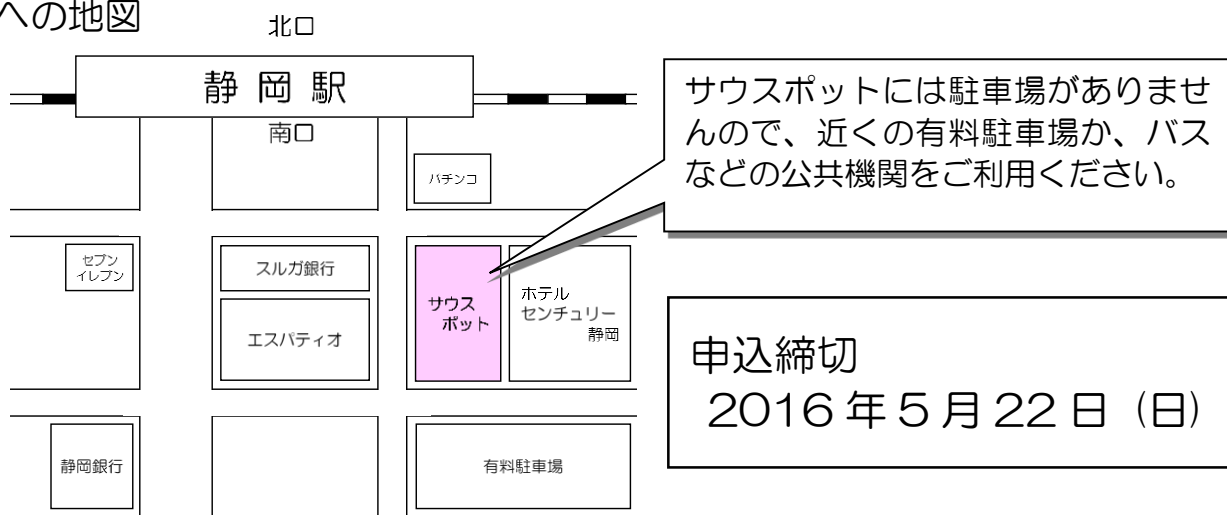 への地図
北口
静岡駅
南口
パチンコ
サウスポットには駐車場がありませ
んので、近くの有料駐車場か、バス
などの公共機関をご利用ください。
セブン
イレブン
スルガ銀行
エスパティオ
サウス
ポット
ホテル
センチュリー
静岡
申込締切
2016年5月22日（日）
静岡銀行
有料駐車場